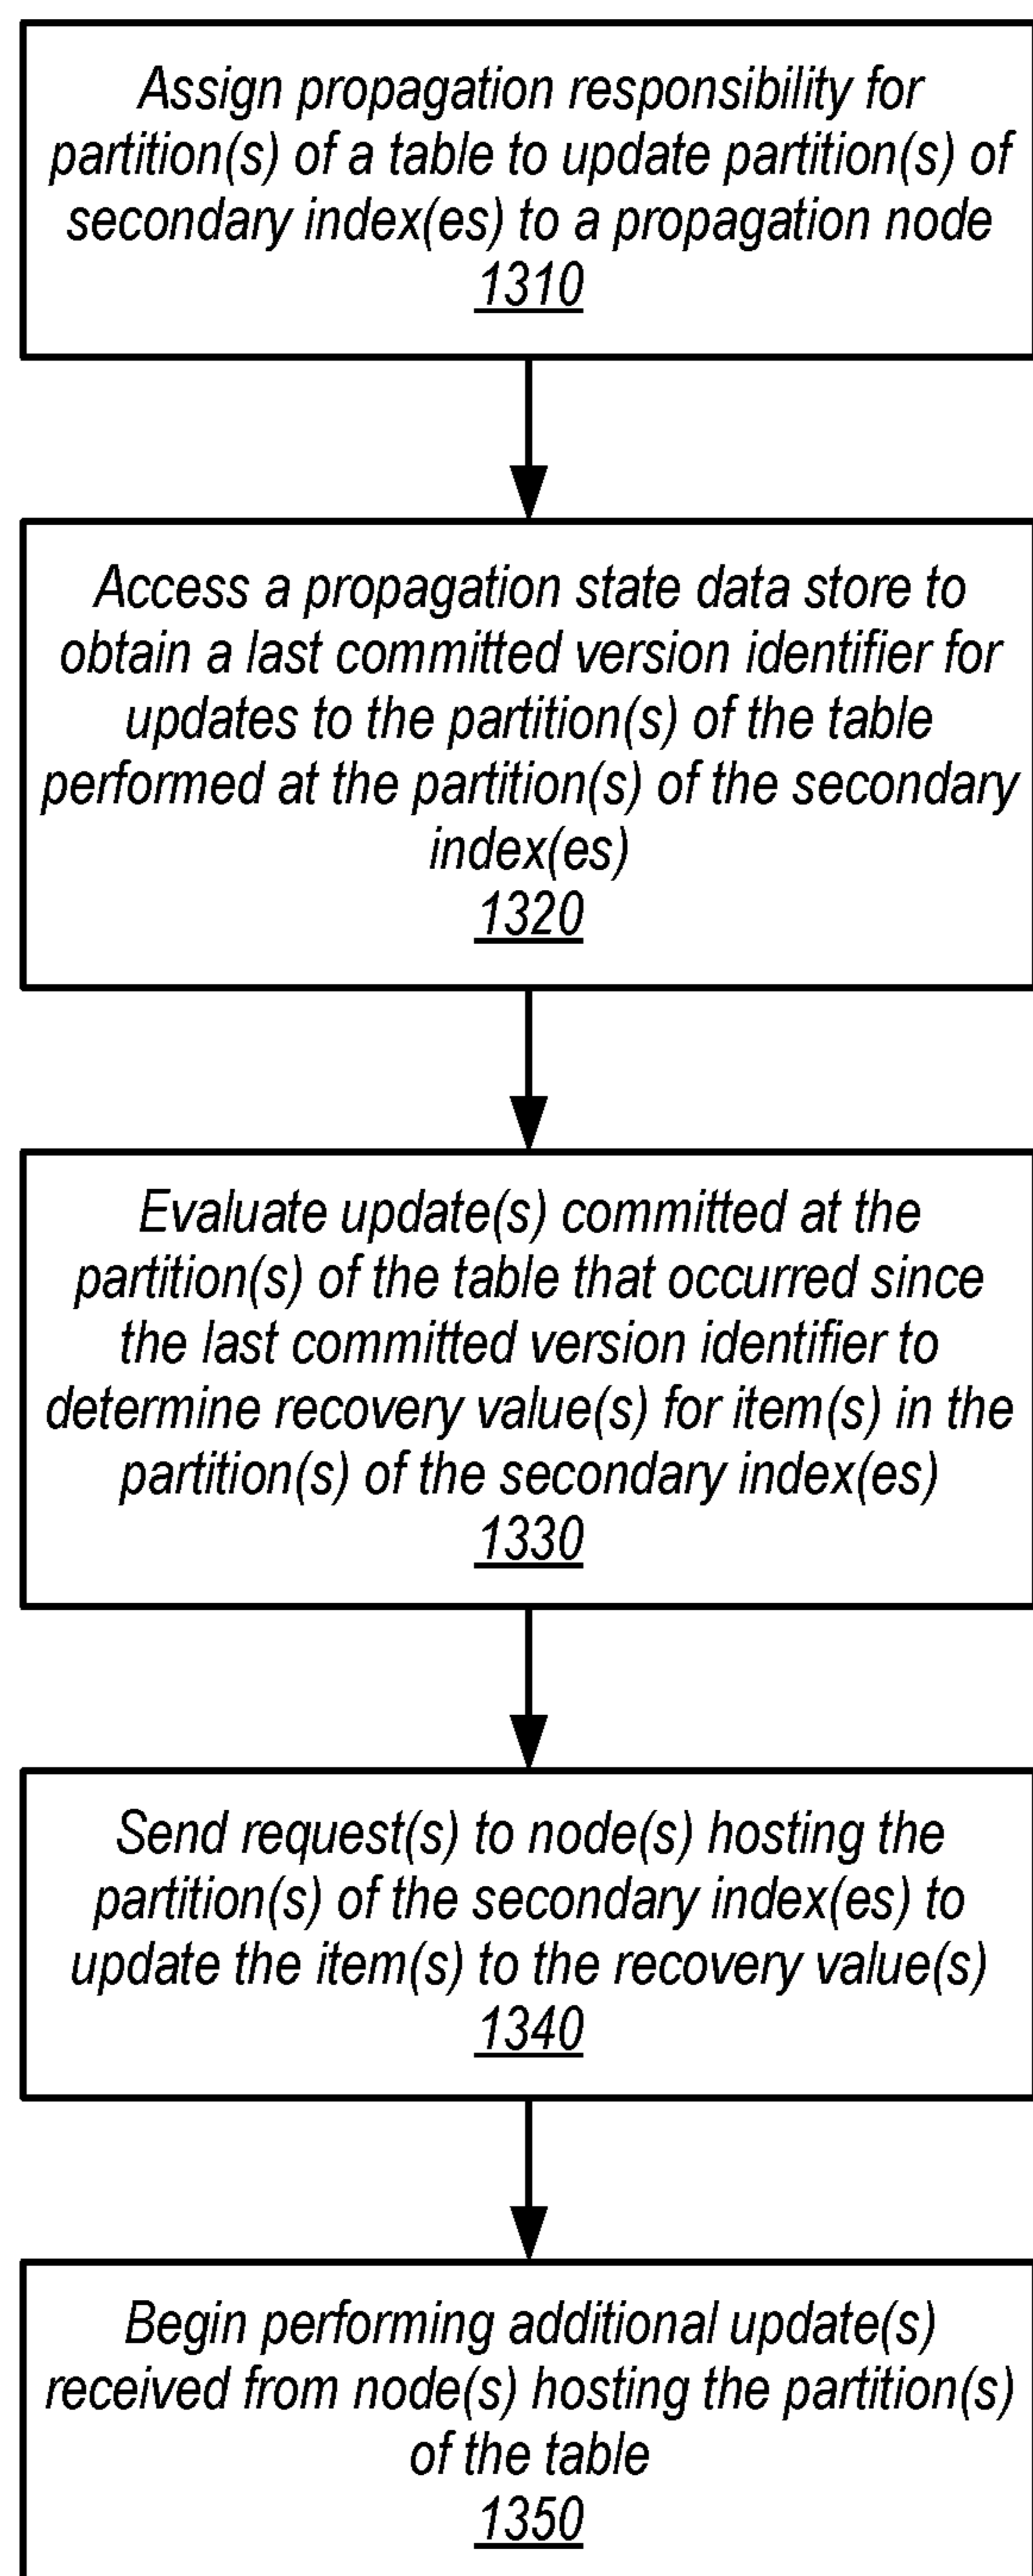 Assign propagation responsibility for
partition(s) of a table to update partition(s) of
secondary index(es) to a propagation node
1310
Access a propagation state data store to
obtain a last committed version identifier for
updates to the partition(s) of the table
performed at the partition(s) of the secondary
index(es)
1320
Evaluate update(s) committed at the
partition(s) of the table that occurred since
the last committed version identifier to
determine recovery value(s) for item(s) in the
partition(s) of the secondary index(es)
1330
Send request(s) to node(s) hosting the
partition(s) of the secondary index(es) to
update the item(s) to the recovery value(s)
1340
Begin performing additional update(s)
received from node(s) hosting the partition(s)
of the table
1350